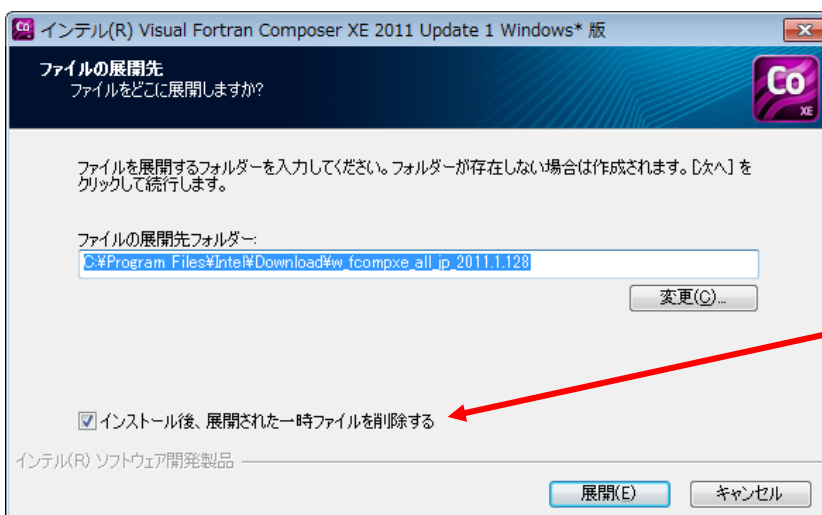 インテル(R) Visual Fortran Composer XE 2011 Update 1 Windows* 版
ファイルの展開先
ファイルをどこに展開しますか?
Co
XE
ファイルを展開するフォルダーを入力してください。フォルダーが存在しない場合は作成されます。[次へ] を
クリックして続行します。
ファイルの展開先フォルダー:
C:¥Program Files¥Intel¥Download¥w_fcompxe_all_jp_2011.1.128
変更(C)...
インストール後、展開された一時ファイルを削除する
インテル(R) ソフトウェア開発製品
展開(E)
キャンセル